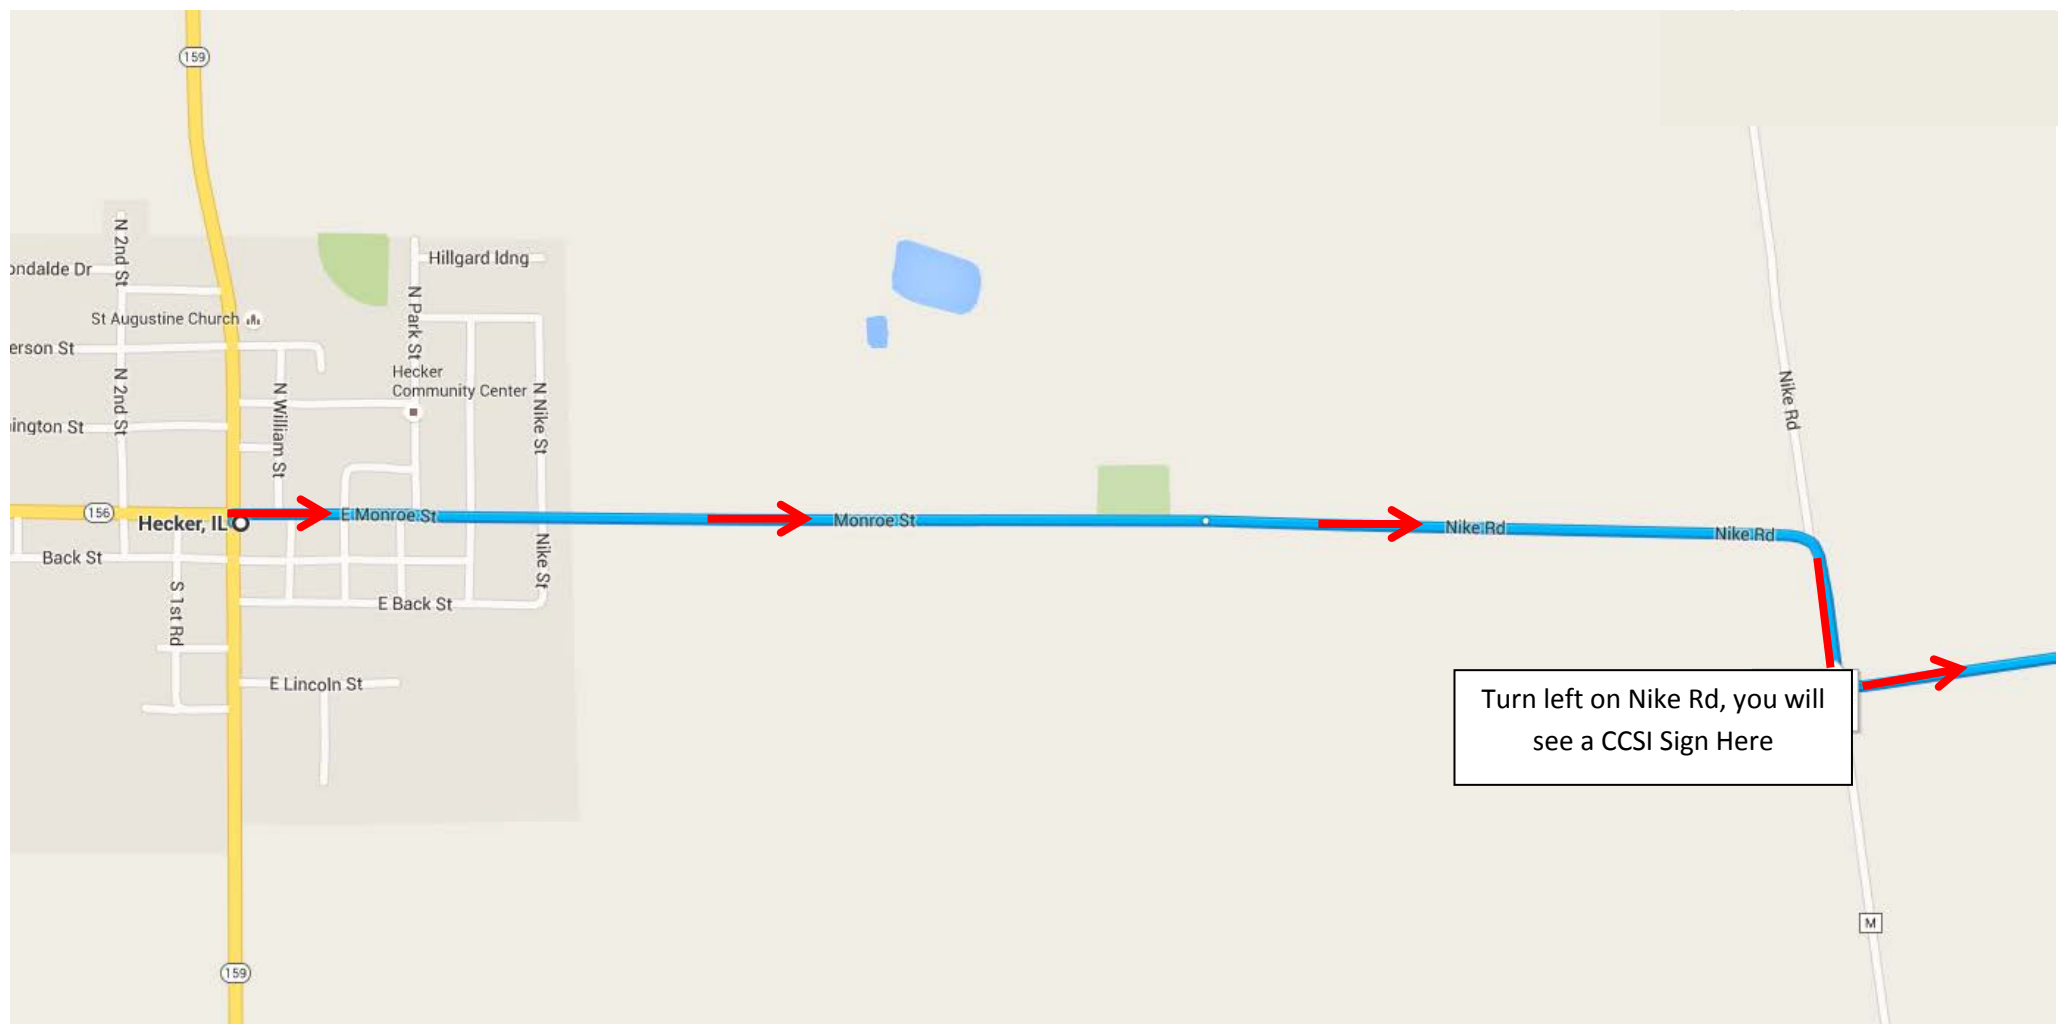 159
N 2nd St
ondalde Dr
Hillgard ldng
St Augustine Church
N Park St
erson St
Hecker
Community Center
N 2nd St
N William St
N Nike St
Nike Rd
ington St
156
Hecker, IL
E Monroe St
Monroe St
Nike Rd
Nike Rd
Back St
Nike St
S 1st Rd
E Back St
E Lincoln St
Turn left on Nike Rd, you will
see a CCSI Sign Here
M
159